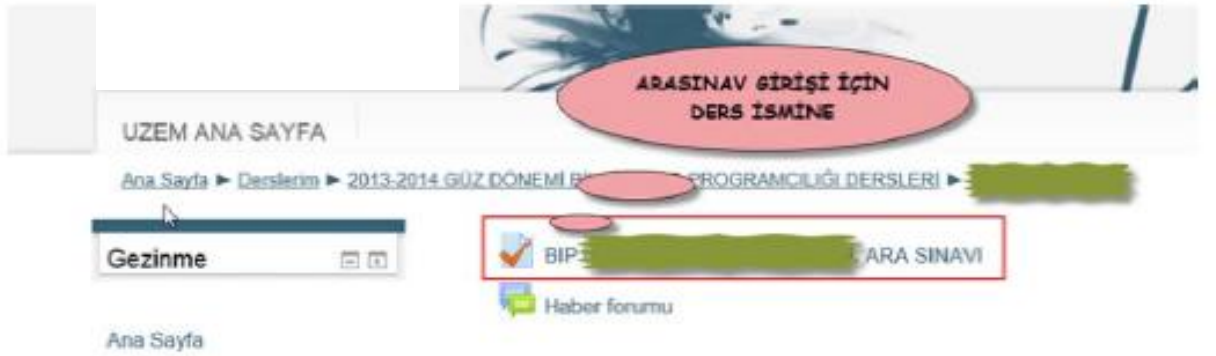 ARASINAV GİRİŞİ İÇİN
DERS İSMİNE
UZEM ANA SAYFA
Ana Sayfa ► Derslerim ► 2013-2014 GÜZ DÖNEMİ PROGRAMCILIĞI DERSLERİ ►
Gezinme
BIP ARA SINAVI
Haber forumu
Ana Sayfa